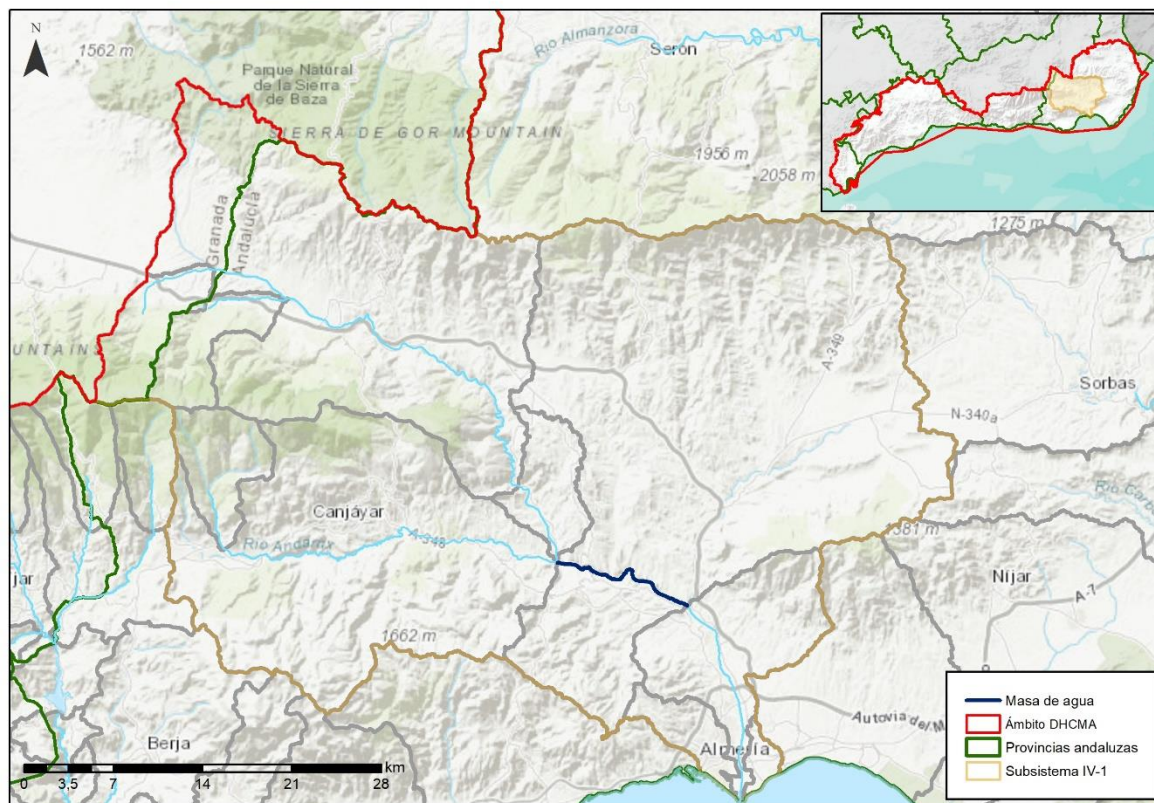 N
1562 m
Parque Natural
de la Sierra
de Baza
SIERRA DE GOR MOUNTAIN
Río Almanzora
Serón
1956 m
2058 m
1275 m
Granada
Andalucía
UNTAINS
A-349
Sorbas
N-340a
Canjáyar
Río Andarax
A-348
381 m
Río Carb
Níjar
A-7
jar
1662 m
Berja
Almería
Autovía del M
km
0 3,5 7 14 21 28
Masa de agua
Ámbito DHCMA
Provincias andaluzas
Subsistema IV-1